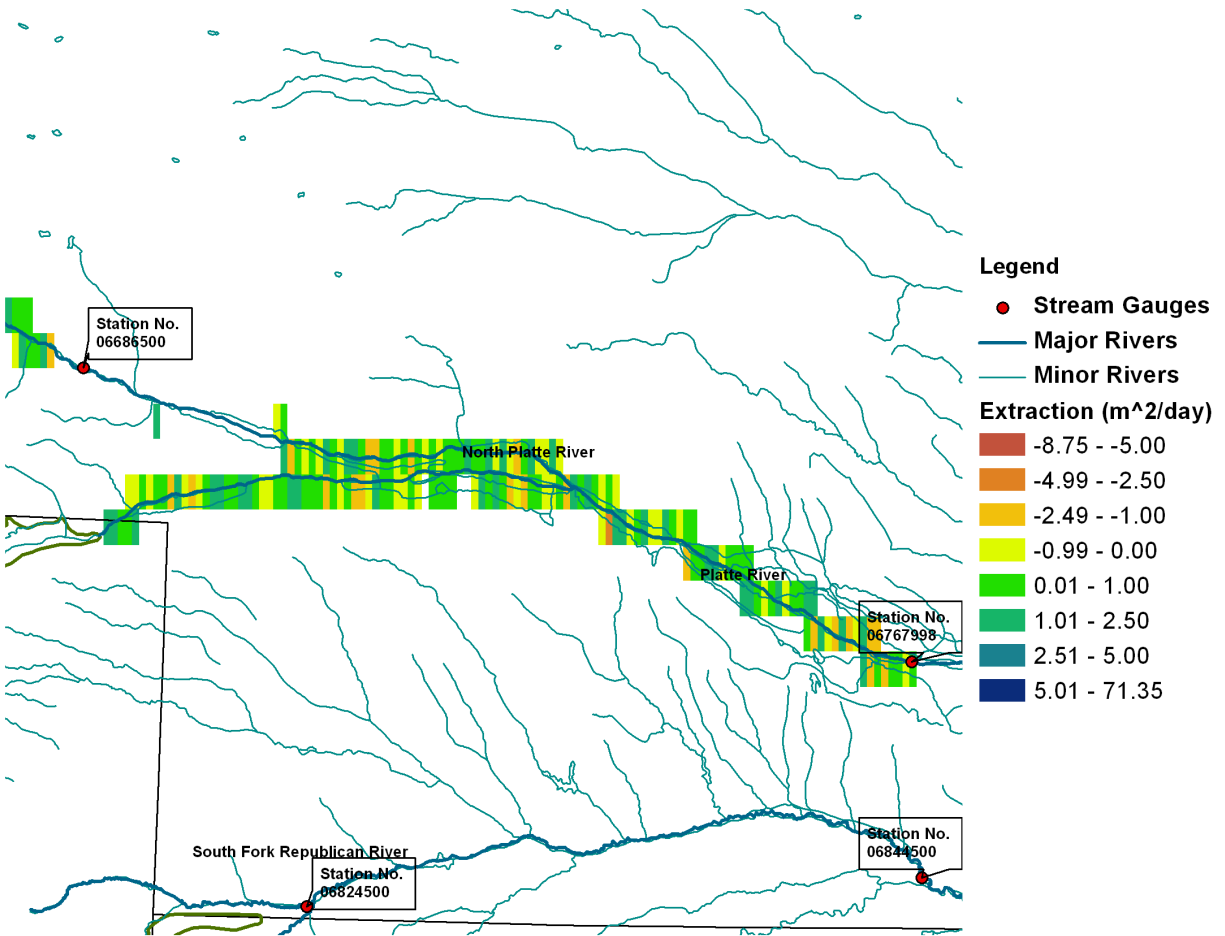 Station No.
06686500
North Platte River
Platte River
Station No.
06767998
South Fork Republican River
Station No.
06824500
Station No.
06844500
Legend
Stream Gauges
Major Rivers
Minor Rivers
Extraction (m^2/day)
-8.75 - -5.00
-4.99 - -2.50
-2.49 - -1.00
-0.99 - 0.00
0.01 - 1.00
1.01 - 2.50
2.51 - 5.00
5.01 - 71.35